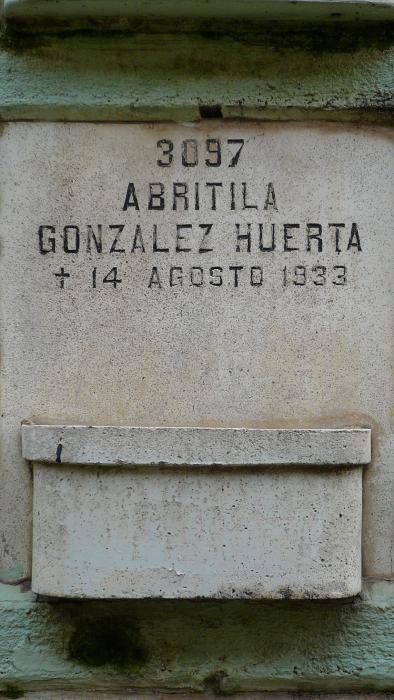 3097
ABRITILA
GONZALEZ HUERTA
✝ 14 AGOSTO 1933